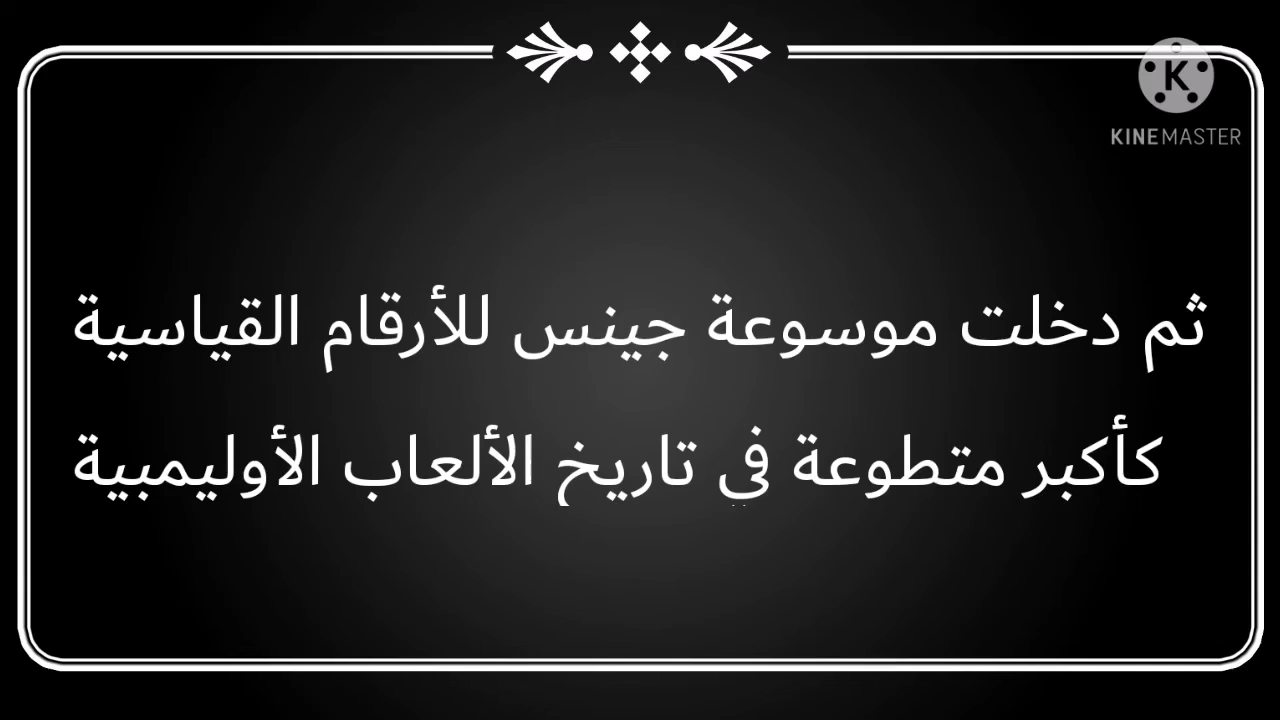 KINEMASTER
ثم دخلت موسوعة جينس للأرقام القياسية
كأكبر متطوعة في تاريخ الألعاب الأوليمبية